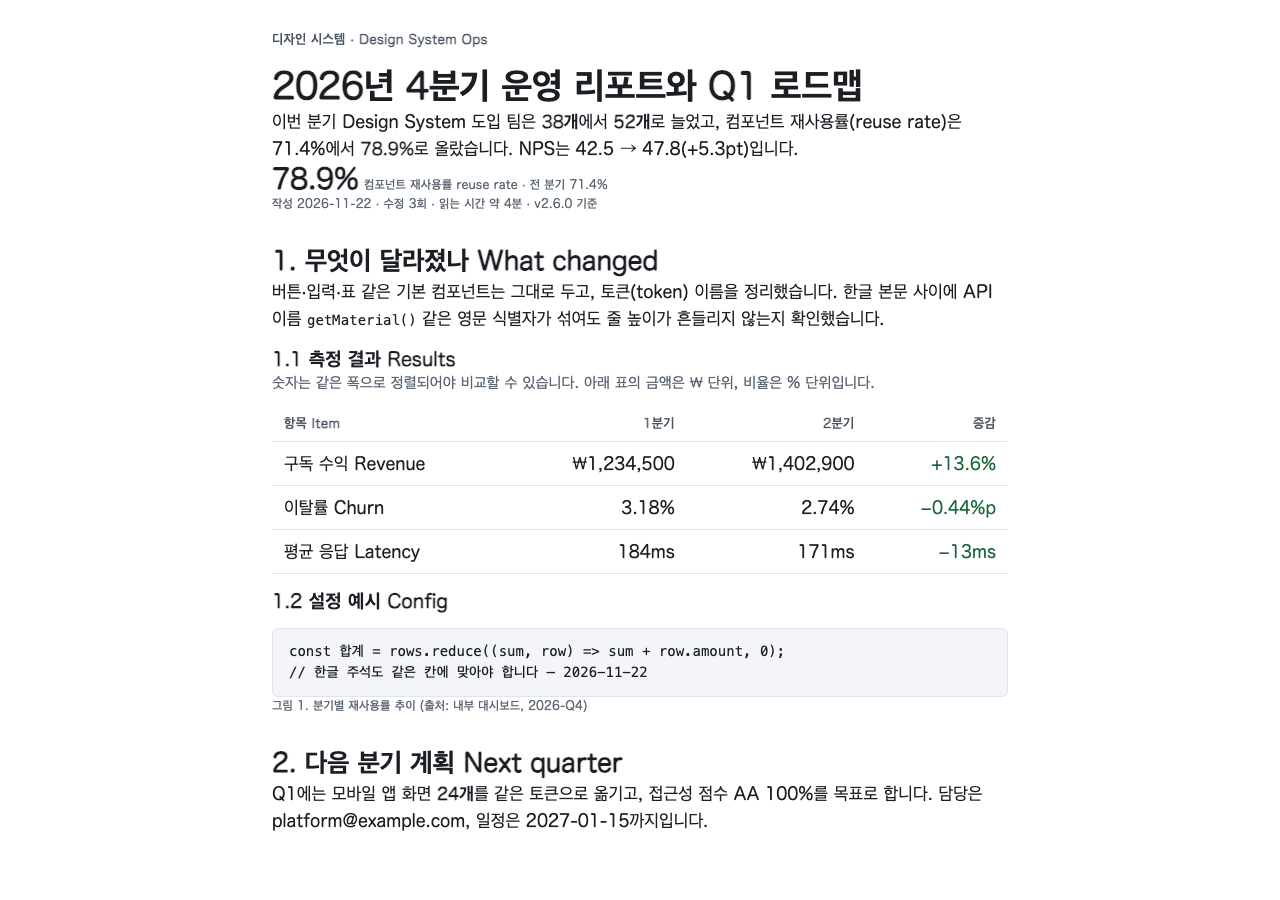 디자인 시스템 · Design System Ops
2026년 4분기 운영 리포트와 Q1 로드맵
이번 분기 Design System 도입 팀은 38개에서 52개로 늘었고, 컴포넌트 재사용률(reuse rate)은
71.4%에서 78.9%로 올랐습니다. NPS는 42.5 → 47.8(+5.3pt)입니다.
78.9% 컴포넌트 재사용률 reuse rate · 전 분기 71.4%
작성 2026-11-22 · 수정 3회 · 읽는 시간 약 4분 · v2.6.0 기준
1. 무엇이 달라졌나 What changed
버튼·입력·표 같은 기본 컴포넌트는 그대로 두고, 토큰(token) 이름을 정리했습니다. 한글 본문 사이에 API
이름 getMaterial() 같은 영문 식별자가 섞여도 줄 높이가 흔들리지 않는지 확인했습니다.
1.1 측정 결과 Results
숫자는 같은 폭으로 정렬되어야 비교할 수 있습니다. 아래 표의 금액은 ₩ 단위, 비율은 % 단위입니다.
항목 Item 1분기 2분기 증감
구독 수익 Revenue ₩1,234,500 ₩1,402,900 +13.6%
이탈률 Churn 3.18% 2.74% −0.44%p
평균 응답 Latency 184ms 171ms −13ms
1.2 설정 예시 Config
const 합계 = rows.reduce((sum, row) => sum + row.amount, 0);
// 한글 주석도 같은 칸에 맞아야 합니다 — 2026-11-22
그림 1. 분기별 재사용률 추이 (출처: 내부 대시보드, 2026-Q4)
2. 다음 분기 계획 Next quarter
Q1에는 모바일 앱 화면 24개를 같은 토큰으로 옮기고, 접근성 점수 AA 100%를 목표로 합니다. 담당은
platform@example.com, 일정은 2027-01-15까지입니다.